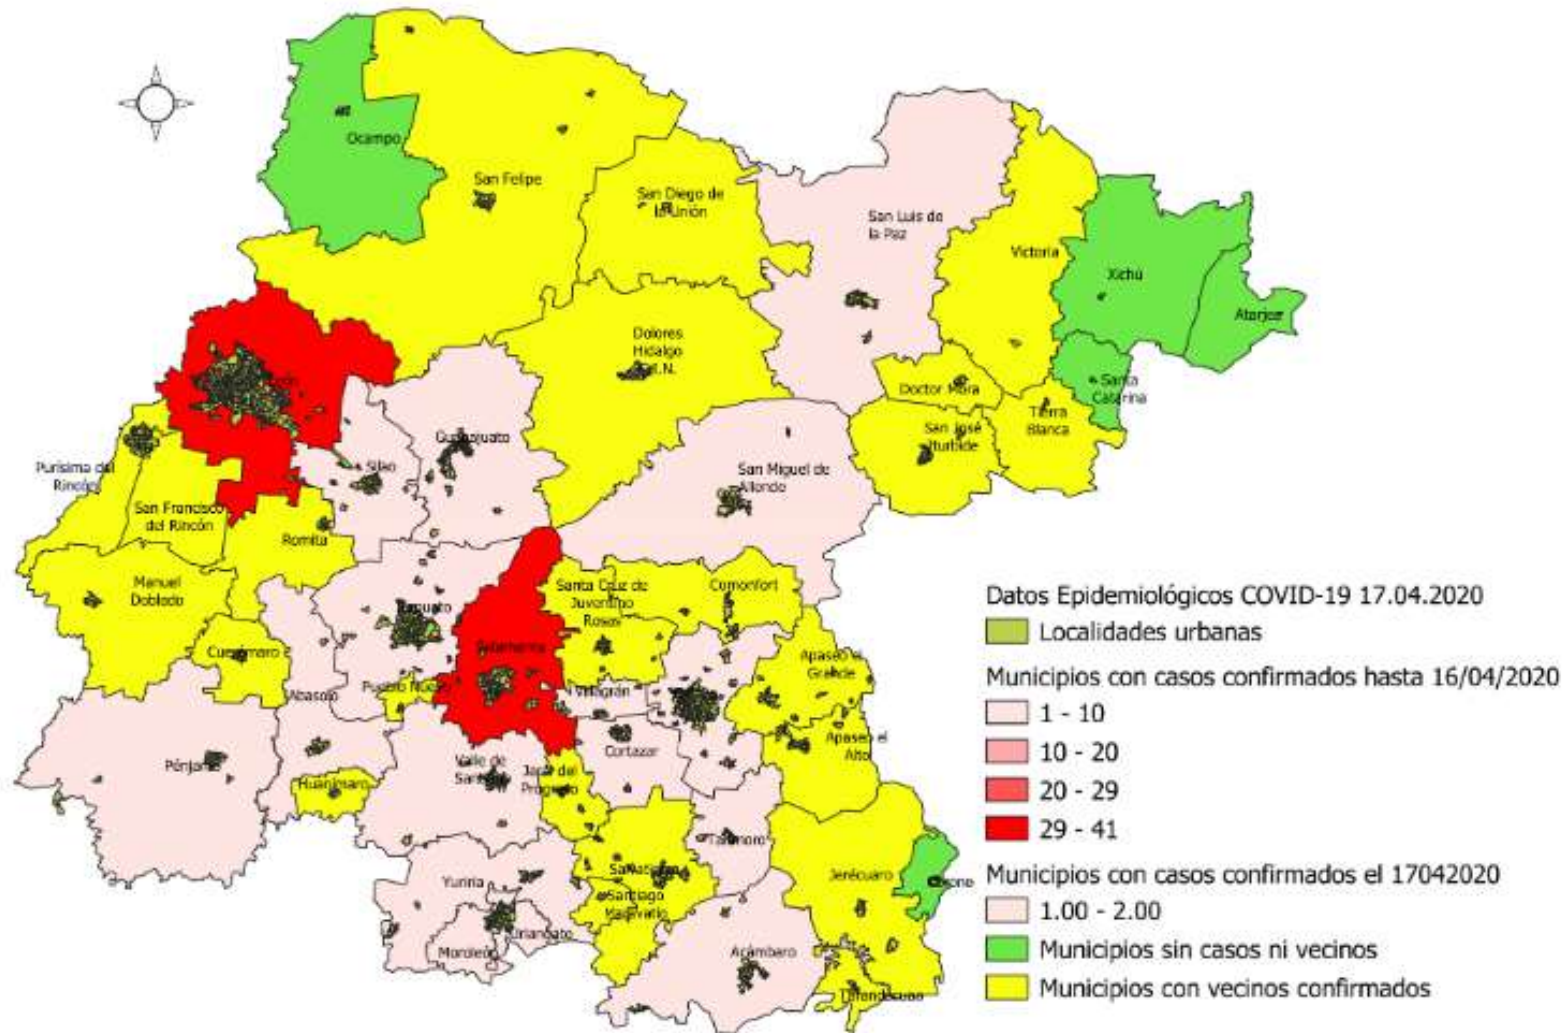 Ocampo
San Felipe
San Diego de
la Unión
San Luis de
la Paz
Victoria
Xichú
Atarjea
Santa
Catarina
Dolores
Hidalgo
C.I.N.
Doctor Mora
Tierra
Blanca
San José
Iturbide
Guanajuato
Silao
San Miguel de
Allende
Purísima del
Rincón
San Francisco
del Rincón
Romita
Manuel
Doblado
Santa Cruz de
Juventino
Rosas
Comonfort
Irapuato
Salamanca
Cuerámaro
Apaseo el
Grande
Abasolo
Pueblo Nuevo
Villagrán
Apaseo el
Alto
Cortazar
Pénjamo
Valle de
Santiago
Jaral del
Progreso
Huanímaro
Tarimoro
Salvatierra
Jerécuaro
Yuriria
Santiago
Maravatío
Uriangato
Moroleón
Acámbaro
Tarandacuao
Datos Epidemiológicos COVID-19 17.04.2020
Localidades urbanas
Municipios con casos confirmados hasta 16/04/2020
1 - 10
10 - 20
20 - 29
29 - 41
Municipios con casos confirmados el 17042020
1.00 - 2.00
Municipios sin casos ni vecinos
Municipios con vecinos confirmados